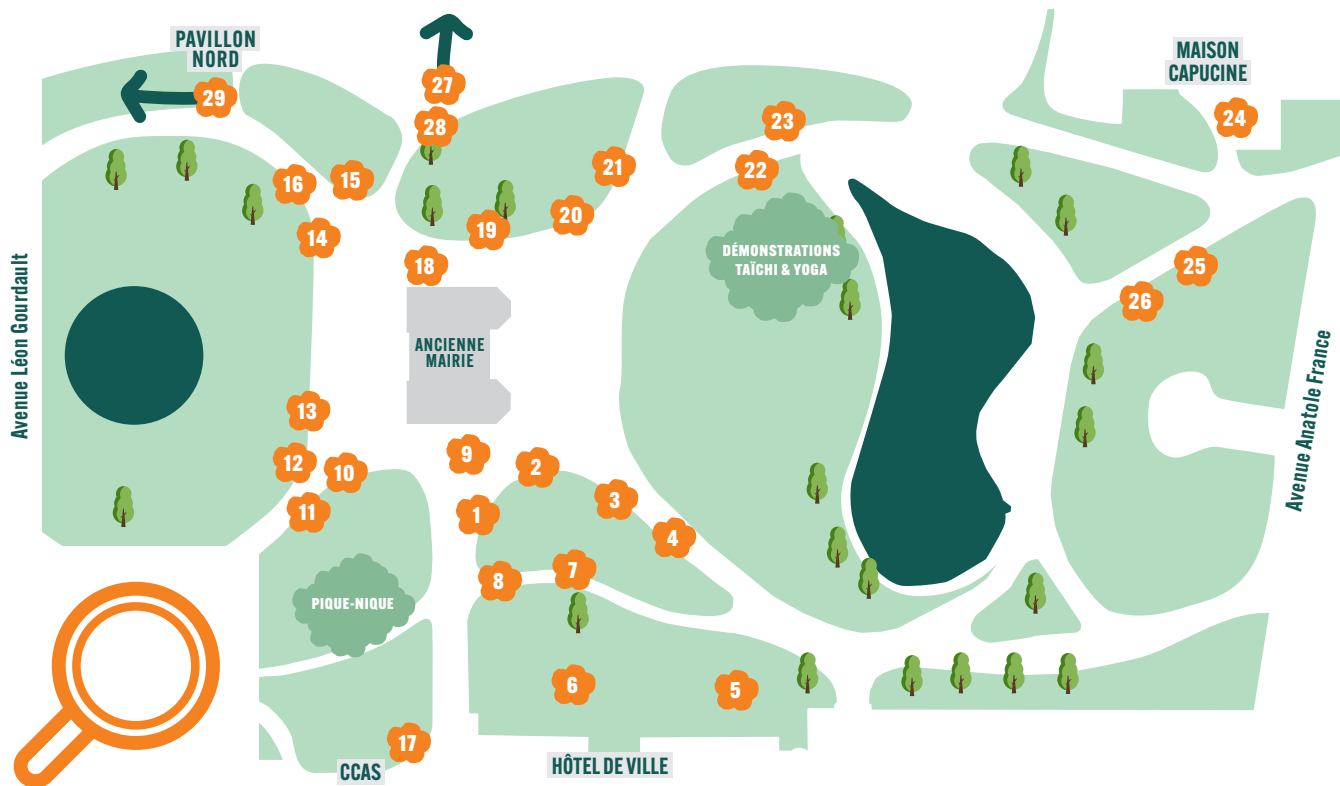 PAVILLON
NORD
27
MAISON
CAPUCINE
29
28
23
24
16
15
21
22
20
14
19
18
DÉMONSTRATIONS
TAÏCHI & YOGA
25
26
Avenue Léon Gourdault
ANCIENNE
MAIRIE
Avenue Anatole France
13
12
10
9
2
11
1
3
4
8
7
PIQUE-NIQUE
6
5
17
CCAS
HÔTEL DE VILLE